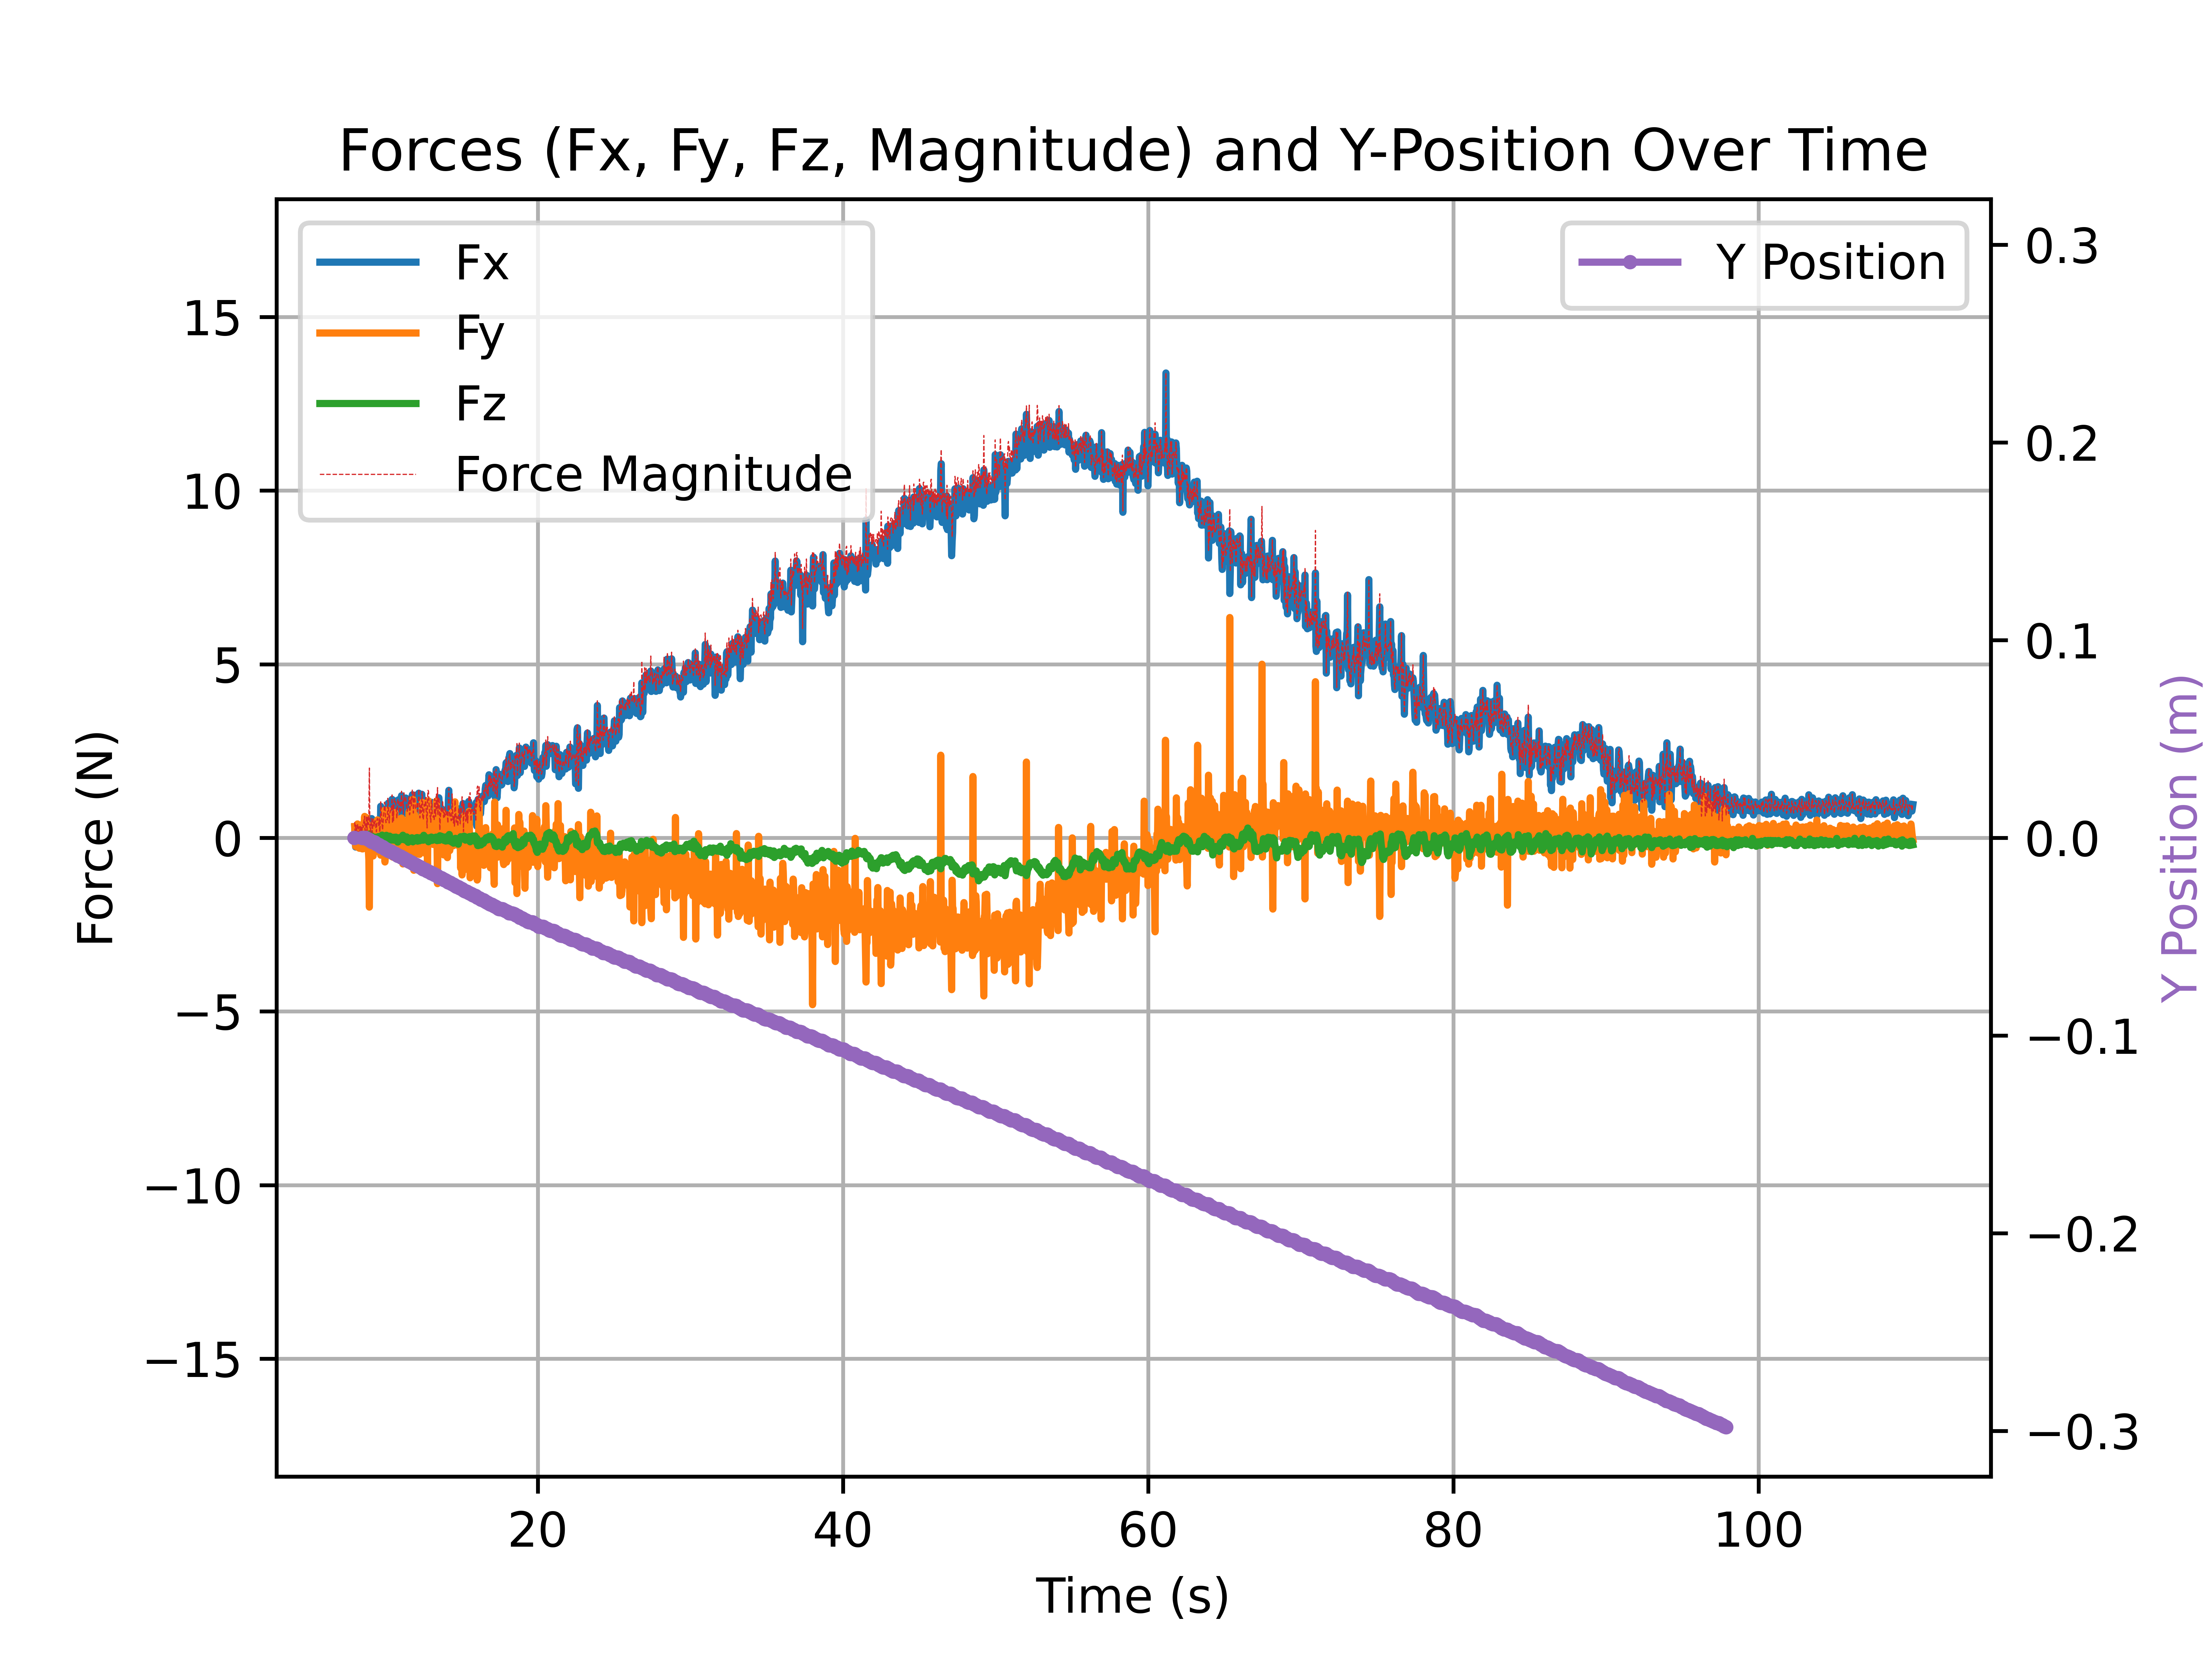 Forces (Fx, Fy, Fz, Magnitude) and Y-Position Over Time
Fx
Fy
Fz
Force Magnitude
Y Position
15
10
5
0
−5
−10
−15
Force (N)
0.3
0.2
0.1
0.0
−0.1
−0.2
−0.3
Y Position (m)
20
40
60
80
100
Time (s)